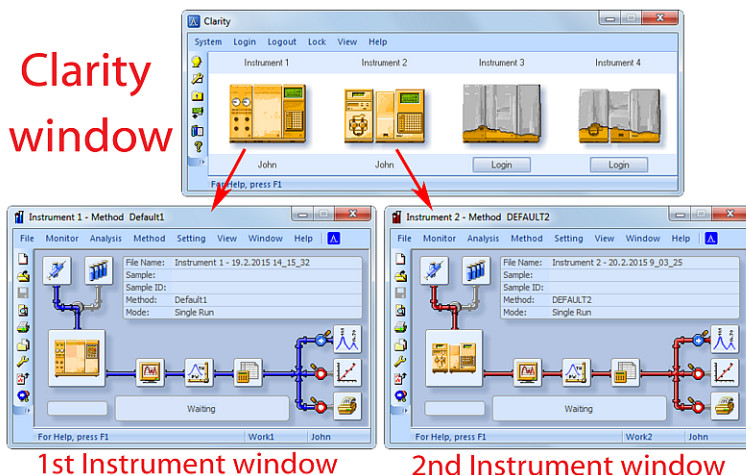 Clarity
window
Clarity
System Login Logout Lock View Help
Instrument 1 Instrument 2 Instrument 3 Instrument 4
John John Login Login
For Help, press F1
Instrument 1 - Method Default1
File Monitor Analysis Method Setting View Window Help
File Name: Instrument 1 - 19.2.2015 14_15_32
Sample:
Sample ID:
Method: Default1
Mode: Single Run
Waiting
For Help, press F1 Work1 John
1st Instrument window
Instrument 2 - Method DEFAULT2
File Monitor Analysis Method Setting View Window Help
File Name: Instrument 2 - 20.2.2015 9_03_25
Sample:
Sample ID:
Method: DEFAULT2
Mode: Single Run
Waiting
For Help, press F1 Work2 John
2nd Instrument window